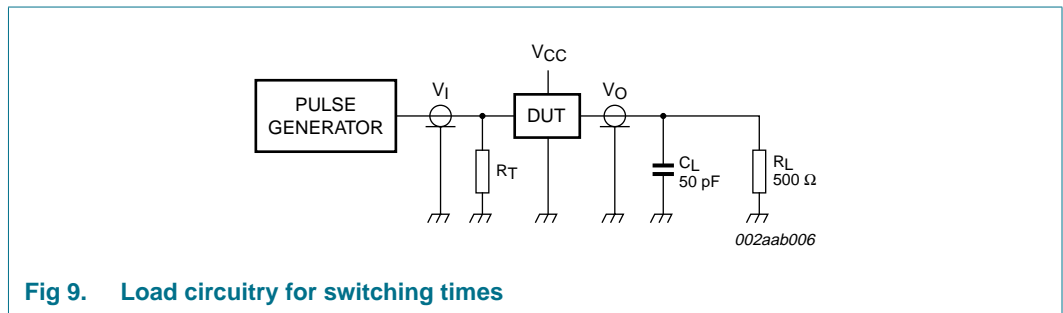 VCC
VI
VO
PULSE
GENERATOR
DUT
RT
CL
50 pF
RL
500 Ω
002aab006
Fig 9. Load circuitry for switching times